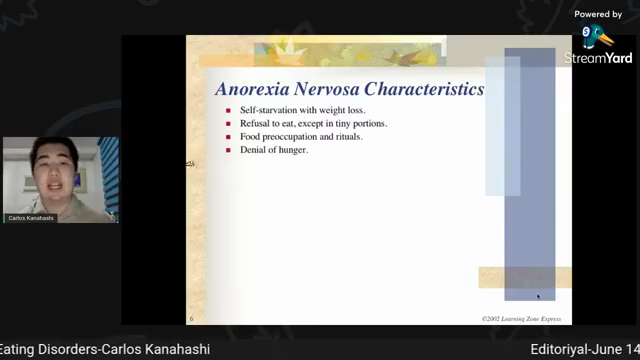 Powered by
StreamYard
Anorexia Nervosa Characteristics
Self-starvation with weight loss.
Refusal to eat, except in tiny portions.
Food preoccupation and rituals.
Denial of hunger.
Carlos Kanahashi
6
©2002 Learning Zone Express
Eating Disorders-Carlos Kanahashi
Editoriyal-June 14